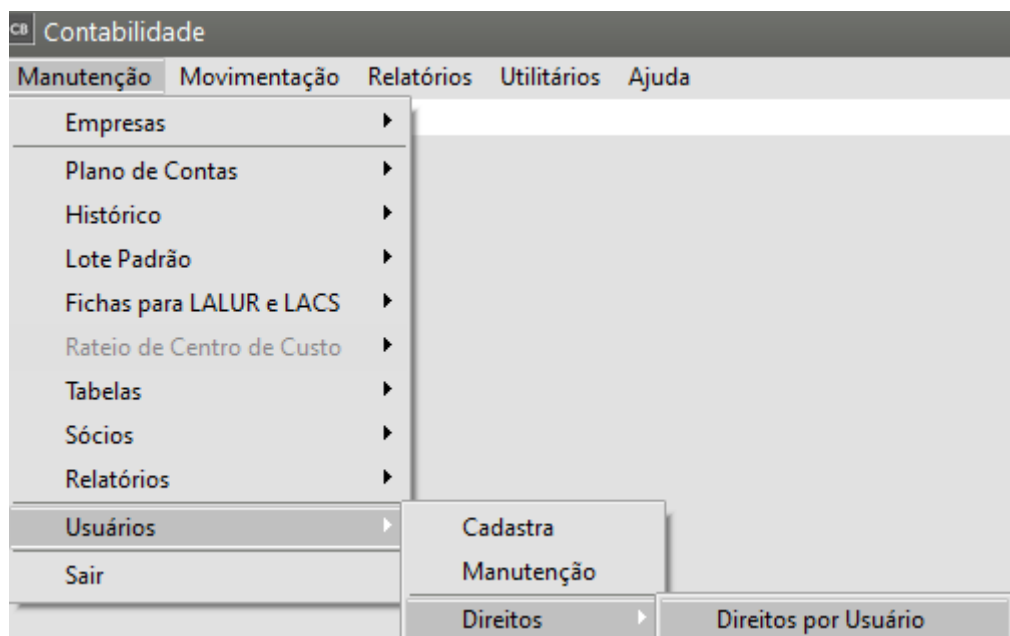 CB Contabilidade
Manutenção Movimentação Relatórios Utilitários Ajuda
Empresas
Plano de Contas
Histórico
Lote Padrão
Fichas para LALUR e LACS
Rateio de Centro de Custo
Tabelas
Sócios
Relatórios
Usuários
Cadastra
Sair
Manutenção
Direitos
Direitos por Usuário